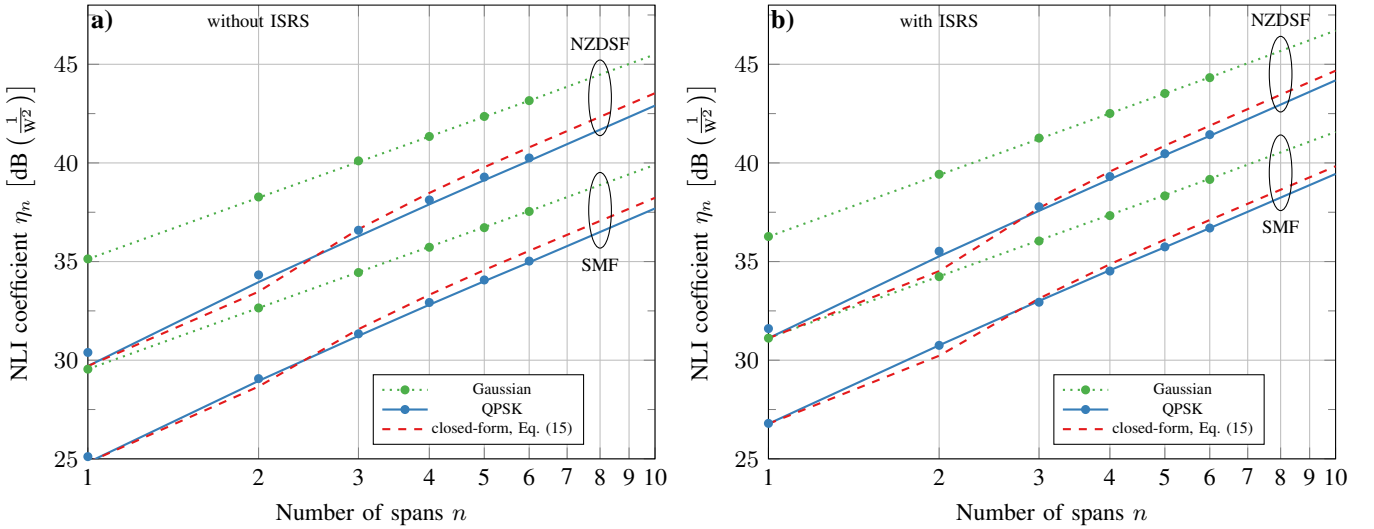 a)
without ISRS
NZDSF
SMF
NLI coefficient ηₙ [dB (1/W²)]
45
40
35
30
25
Gaussian
QPSK
closed-form, Eq. (15)
1 2 3 4 5 6 7 8 9 10
Number of spans n
b)
with ISRS
NZDSF
SMF
NLI coefficient ηₙ [dB (1/W²)]
45
40
35
30
25
Gaussian
QPSK
closed-form, Eq. (15)
1 2 3 4 5 6 7 8 9 10
Number of spans n